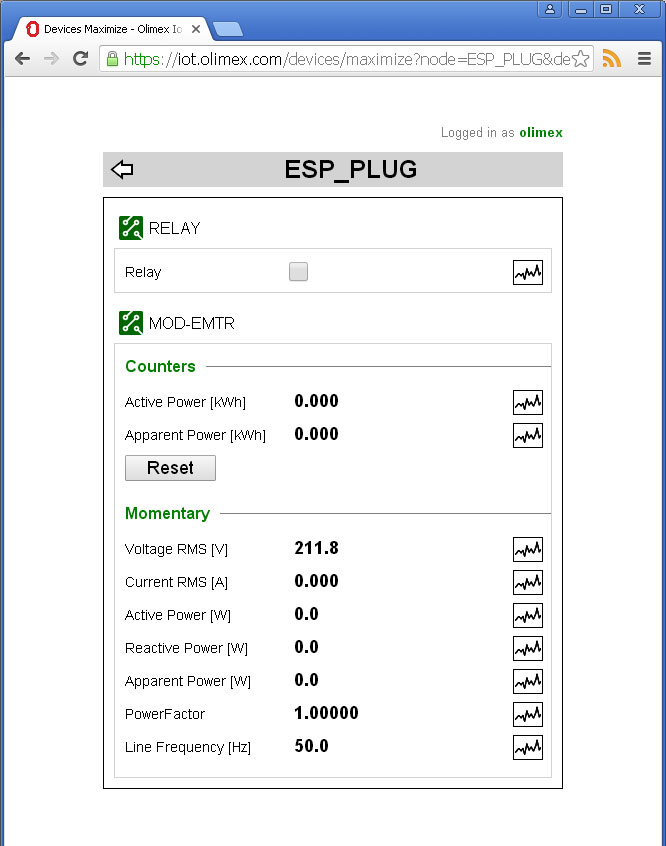 Devices Maximize - Olimex Io
https://iot.olimex.com/devices/maximize?node=ESP_PLUG&de
Logged in as olimex
ESP_PLUG
RELAY
Relay
MOD-EMTR
Counters
Active Power [kWh] 0.000
Apparent Power [kWh] 0.000
Reset
Momentary
Voltage RMS [V] 211.8
Current RMS [A] 0.000
Active Power [W] 0.0
Reactive Power [W] 0.0
Apparent Power [W] 0.0
PowerFactor 1.00000
Line Frequency [Hz] 50.0